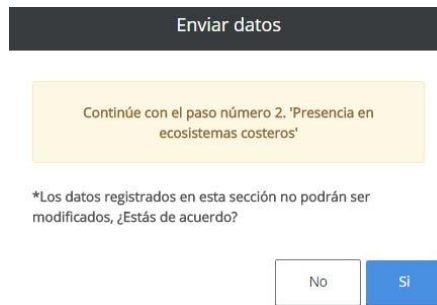 Enviar datos
Continúe con el paso número 2. 'Presencia en
ecosistemas costeros'
*Los datos registrados en esta sección no podrán ser
modificados, ¿Estás de acuerdo?
No
Si